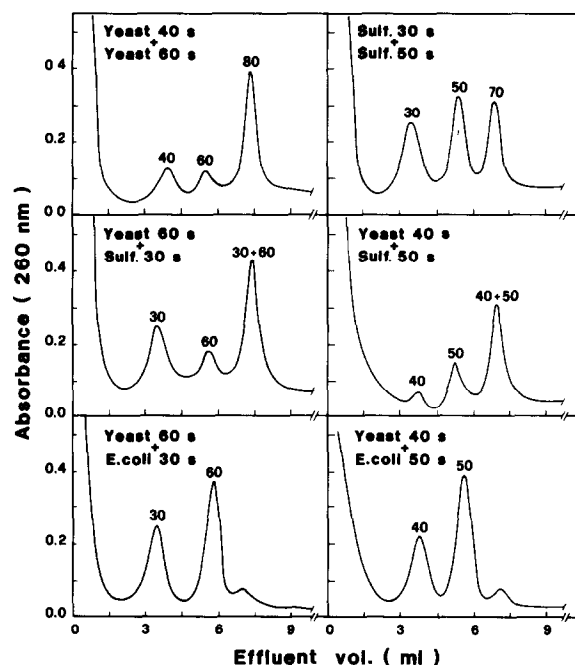 Yeast 40 s
+
Yeast 60 s
80
40
60
Sulf. 30 s
+
Sulf. 50 s
30
50
70
0.4
0.2
0.0
Yeast 60 s
+
Sulf. 30 s
30
60
30+60
Yeast 40 s
+
Sulf. 50 s
40
50
40+50
0.4
0.2
0.0
Yeast 60 s
+
E.coli 30 s
30
60
Yeast 40 s
+
E.coli 50 s
40
50
0.4
0.2
0.0
0 3 6 9 0 3 6 9
Absorbance ( 260 nm )
Effluent vol. ( ml )